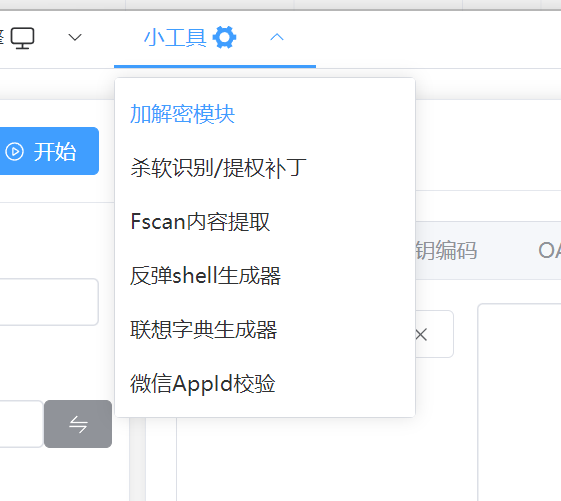 小工具
加解密模块
开始
杀软识别/提权补丁
Fscan内容提取
反弹shell生成器
钥编码
联想字典生成器
微信AppId校验